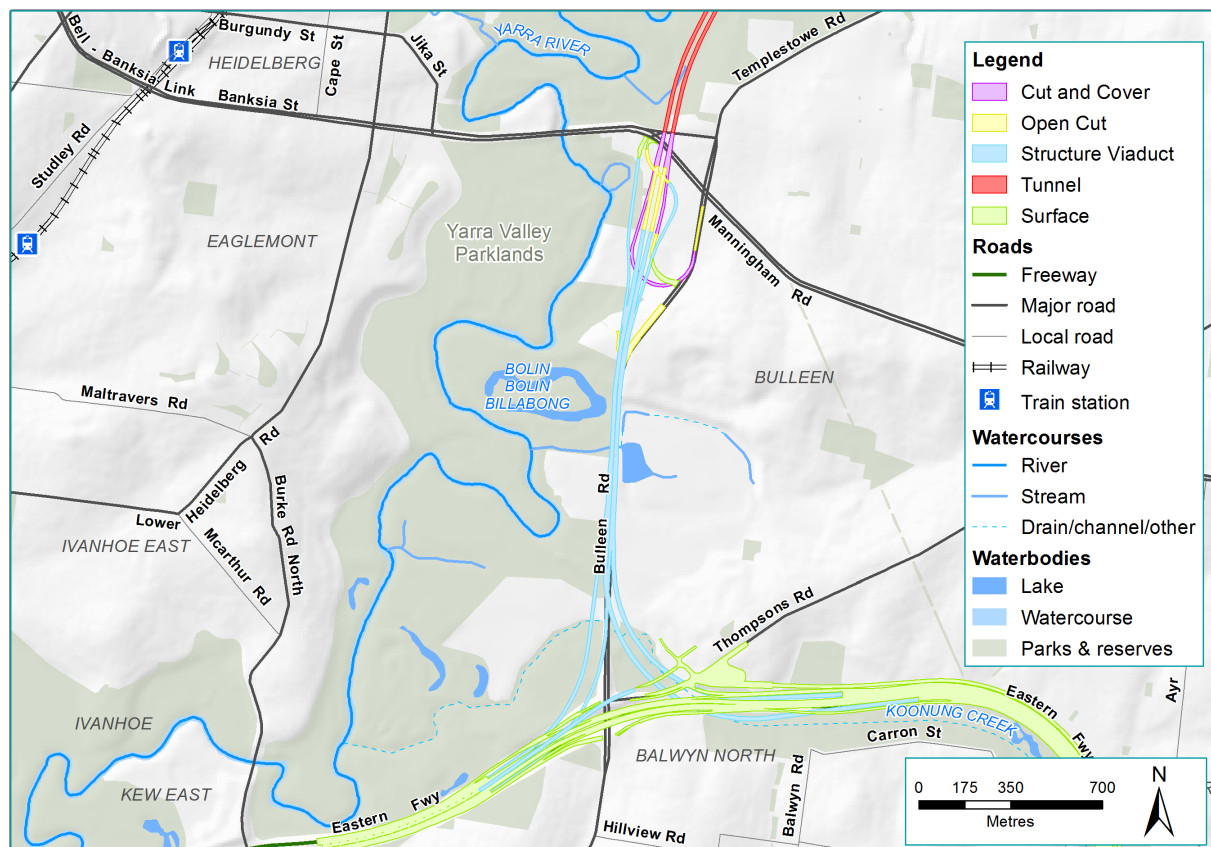 Burgundy St
Cape St
Jika St
YARRA RIVER
Templestowe Rd
HEIDELBERG
Bell - Banksia Link
Banksia St
Studley Rd
EAGLEMONT
Yarra Valley
Parklands
Manningham Rd
BOLIN
BOLIN
BILLABONG
BULLEEN
Maltravers Rd
Lower Heidelberg Rd
Burke Rd North
Mcarthur Rd
IVANHOE EAST
Bulleen Rd
Thompsons Rd
IVANHOE
KEW EAST
Eastern Fwy
BALWYN NORTH
KOONUNG CREEK
Carron St
Eastern Fwy
Balwyn Rd
Hillview Rd
Ayr
Legend
Cut and Cover
Open Cut
Structure Viaduct
Tunnel
Surface
Roads
Freeway
Major road
Local road
Railway
Train station
Watercourses
River
Stream
Drain/channel/other
Waterbodies
Lake
Watercourse
Parks & reserves
0 175 350 700
Metres
N